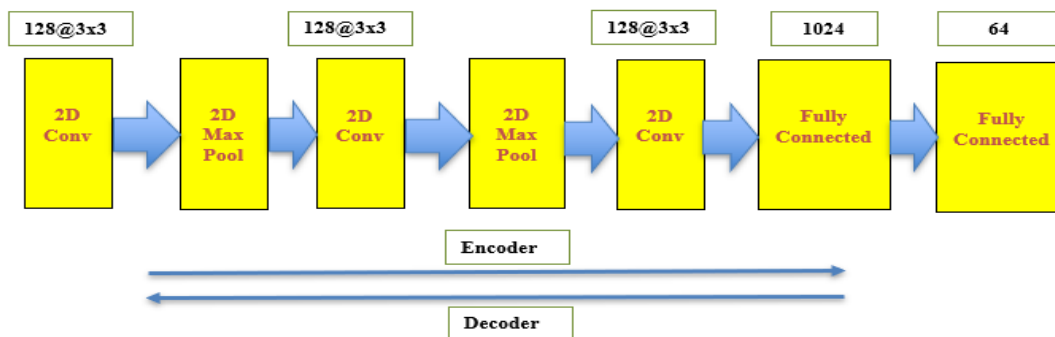 128@3x3
128@3x3
128@3x3
1024
64
2D
Conv
2D
Max
Pool
2D
Conv
2D
Max
Pool
2D
Conv
Fully
Connected
Fully
Connected
Encoder
Decoder